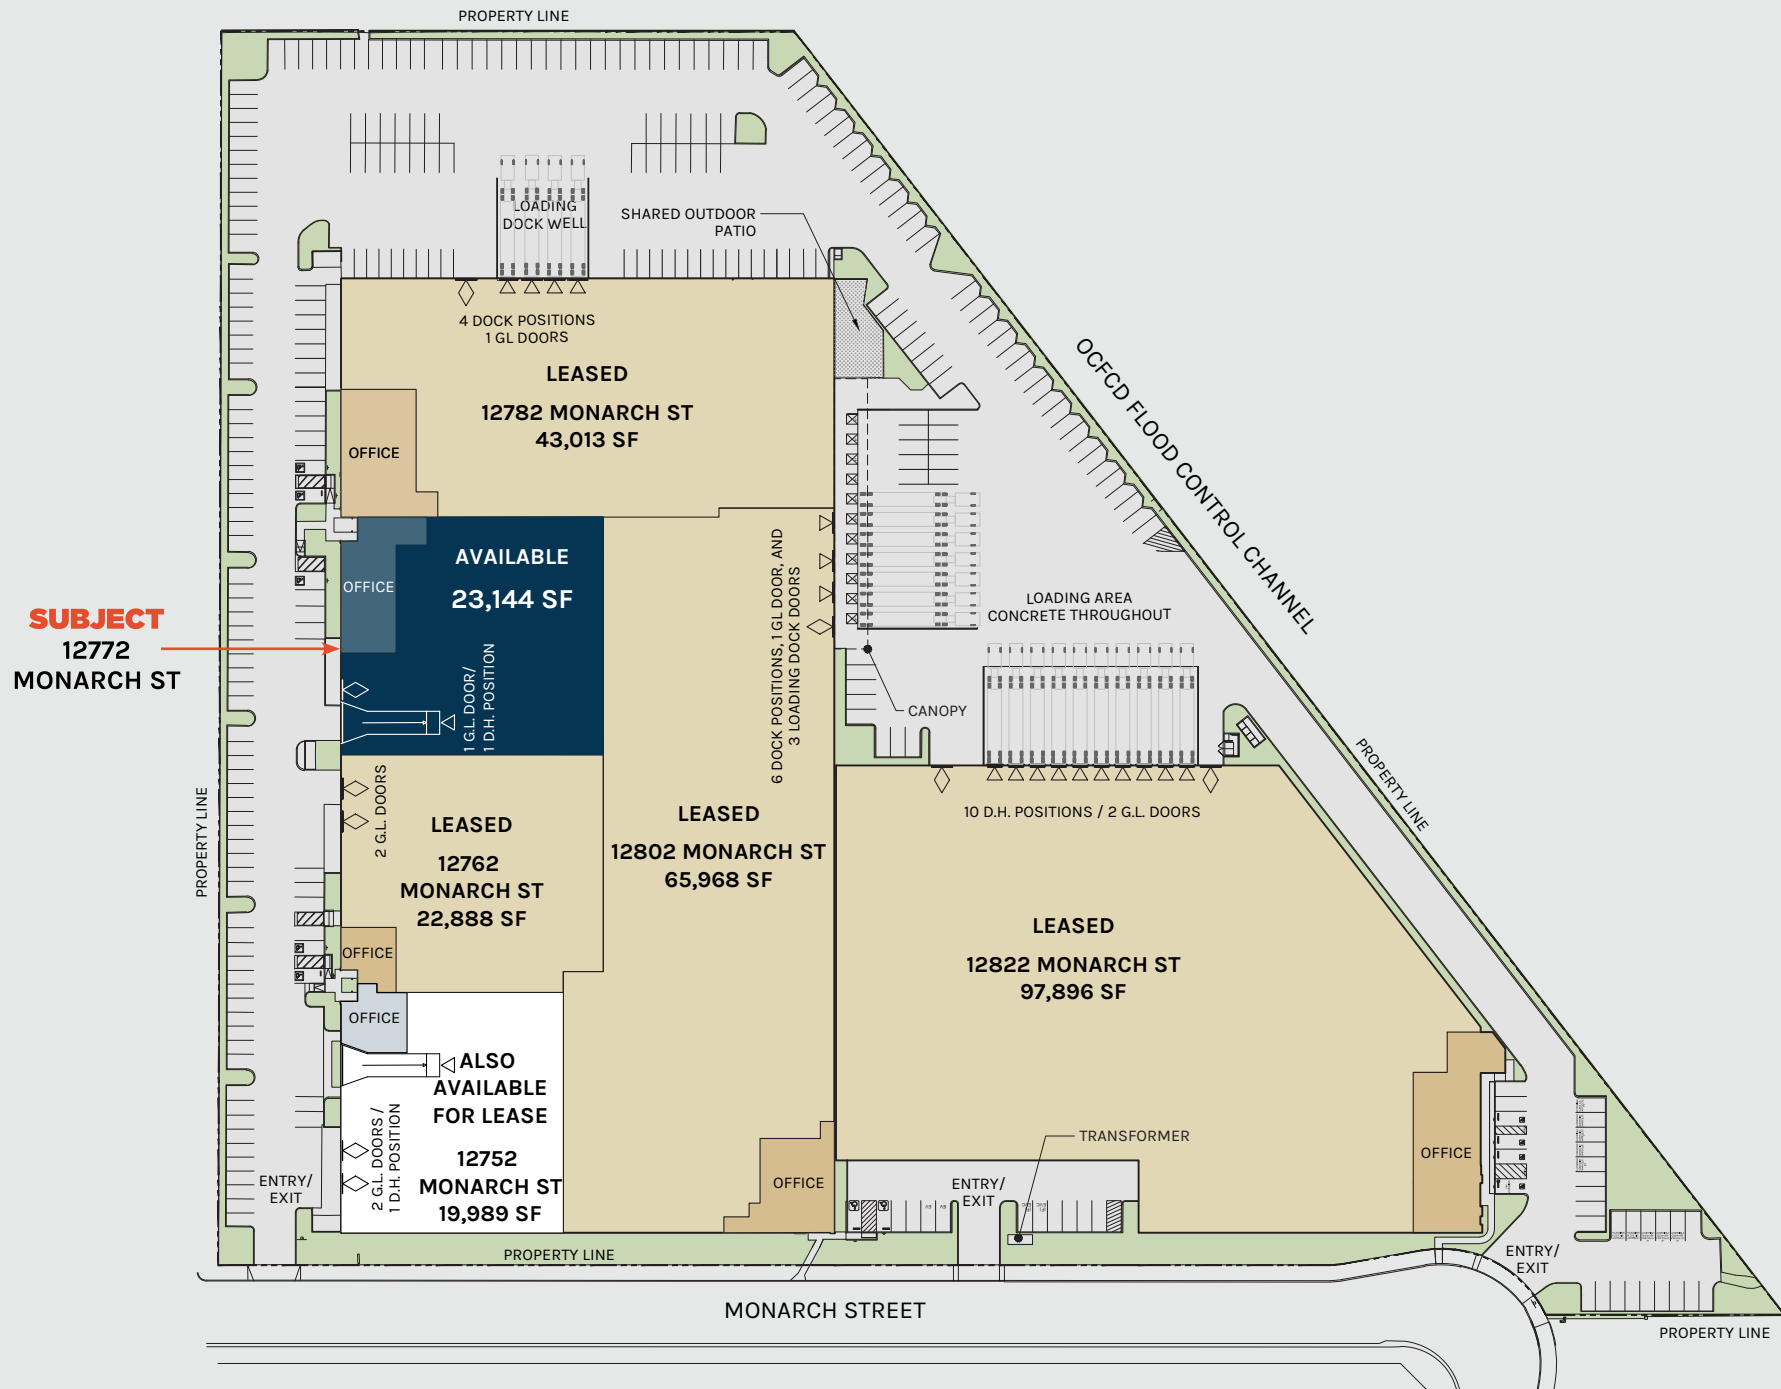 PROPERTY LINE
LOADING
DOCK WELL
SHARED OUTDOOR
PATIO
4 DOCK POSITIONS
1 GL DOORS
LEASED
12782 MONARCH ST
43,013 SF
OFFICE
OCFCD FLOOD CONTROL CHANNEL
AVAILABLE
23,144 SF
OFFICE
SUBJECT
12772
MONARCH ST
1 G.L. DOOR/
1 D.H. POSITION
6 DOCK POSITIONS, 1 GL DOOR, AND
3 LOADING DOCK DOORS
LOADING AREA
CONCRETE THROUGHOUT
CANOPY
PROPERTY LINE
PROPERTY LINE
2 G.L. DOORS
LEASED
12762
MONARCH ST
22,888 SF
OFFICE
LEASED
12802 MONARCH ST
65,968 SF
10 D.H. POSITIONS / 2 G.L. DOORS
LEASED
12822 MONARCH ST
97,896 SF
OFFICE
ALSO
AVAILABLE
FOR LEASE
12752
MONARCH ST
19,989 SF
2 G.L. DOORS /
1 D.H. POSITION
ENTRY/
EXIT
OFFICE
TRANSFORMER
ENTRY/
EXIT
OFFICE
ENTRY/
EXIT
PROPERTY LINE
MONARCH STREET
PROPERTY LINE